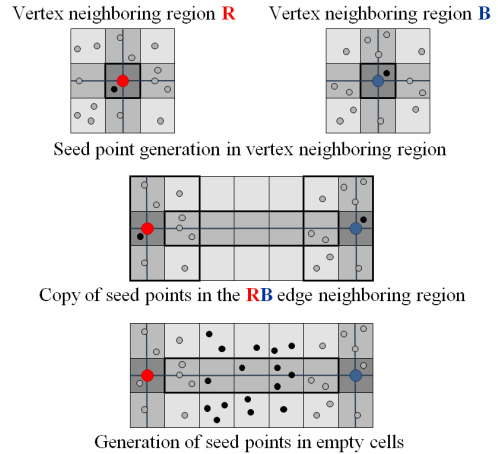 Vertex neighboring region R
Vertex neighboring region B
Seed point generation in vertex neighboring region
Copy of seed points in the RB edge neighboring region
Generation of seed points in empty cells